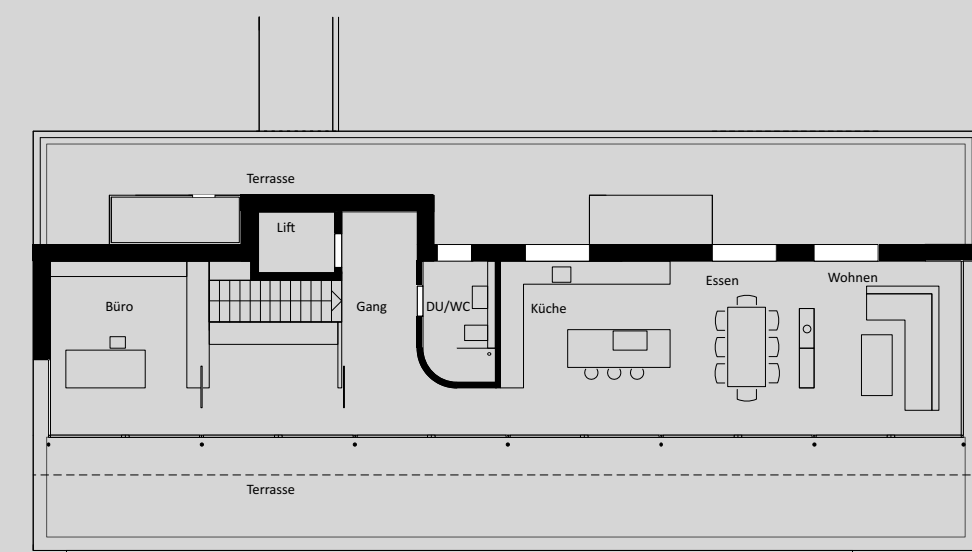 Terrasse
Lift
Büro
Gang
DU/WC
Küche
Essen
Wohnen
Terrasse